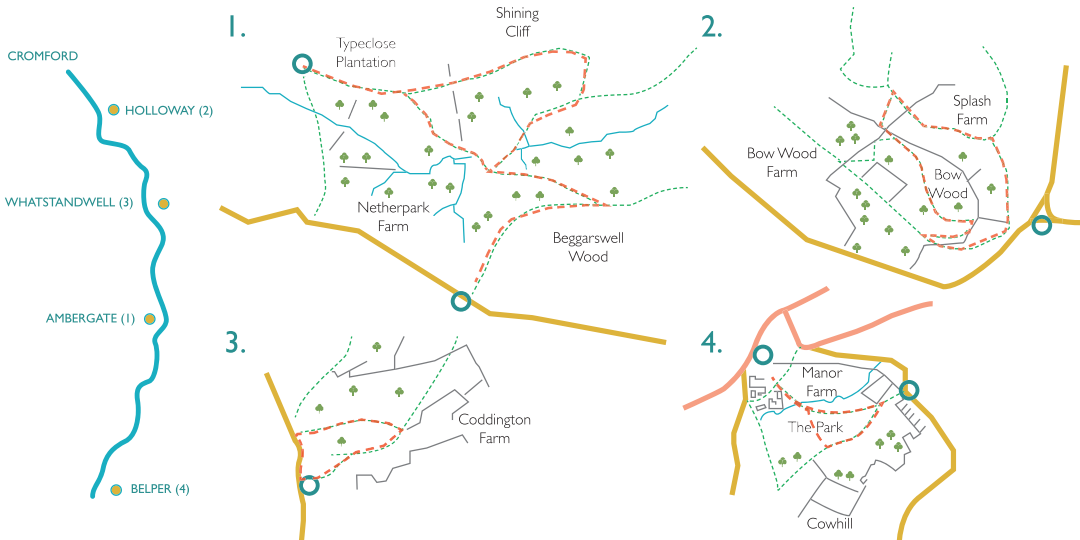 CROMFORD
HOLLOWAY (2)
WHATSTANDWELL (3)
AMBERGATE (1)
BELPER (4)
1.
Typeclose
Plantation
Shining
Cliff
Netherpark
Farm
Beggarswell
Wood
2.
Splash
Farm
Bow Wood
Farm
Bow
Wood
3.
Coddington
Farm
4.
Manor
Farm
The Park
Cowhill